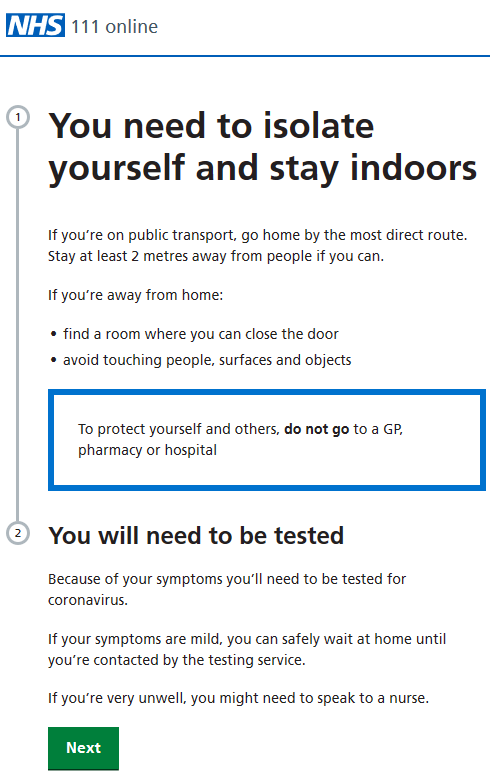 NHS 111 online
1
You need to isolate
yourself and stay indoors
If you’re on public transport, go home by the most direct route.
Stay at least 2 metres away from people if you can.
If you’re away from home:
• find a room where you can close the door
• avoid touching people, surfaces and objects
To protect yourself and others, do not go to a GP,
pharmacy or hospital
2
You will need to be tested
Because of your symptoms you’ll need to be tested for
coronavirus.
If your symptoms are mild, you can safely wait at home until
you’re contacted by the testing service.
If you’re very unwell, you might need to speak to a nurse.
Next